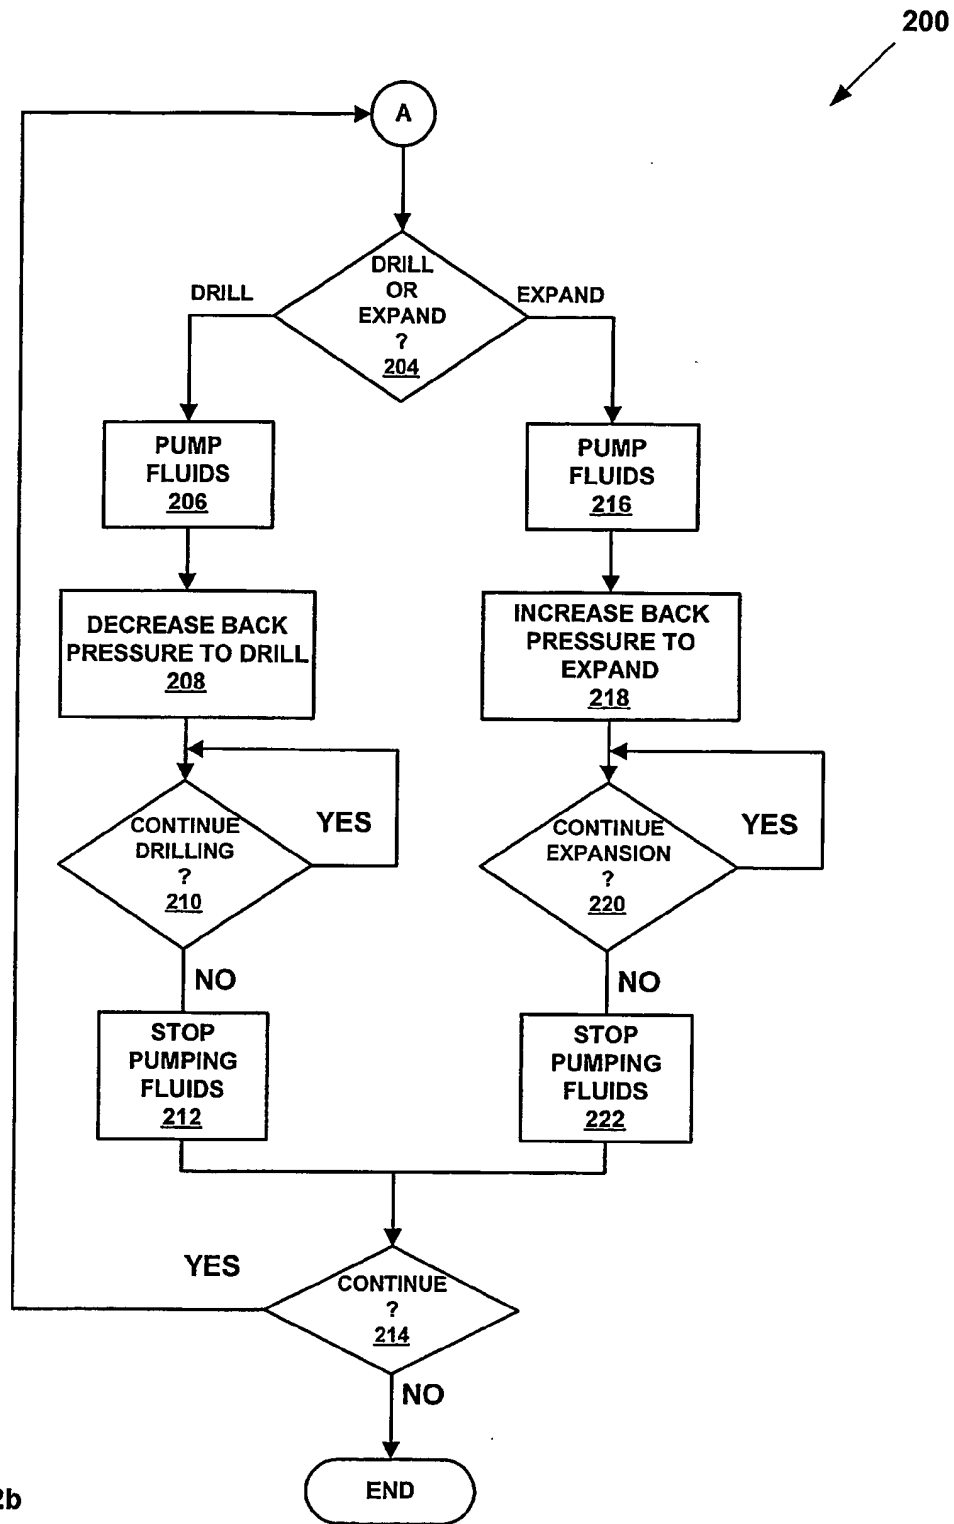 200
A
DRILL
OR
EXPAND
?
204
DRILL
EXPAND
PUMP
FLUIDS
206
PUMP
FLUIDS
216
DECREASE BACK
PRESSURE TO DRILL
208
INCREASE BACK
PRESSURE TO
EXPAND
218
CONTINUE
DRILLING
?
210
YES
CONTINUE
EXPANSION
?
220
YES
NO
NO
STOP
PUMPING
FLUIDS
212
STOP
PUMPING
FLUIDS
222
YES
CONTINUE
?
214
NO
END
2b